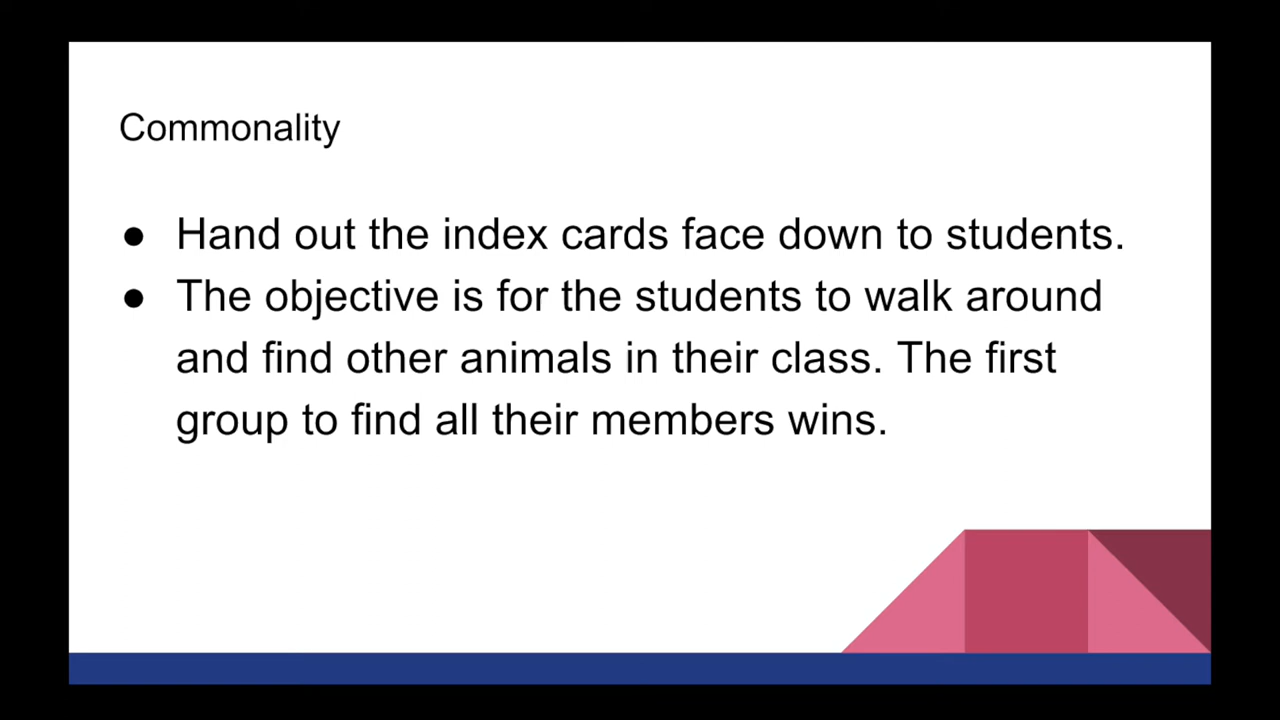 Commonality
● Hand out the index cards face down to students.
● The objective is for the students to walk around
and find other animals in their class. The first
group to find all their members wins.